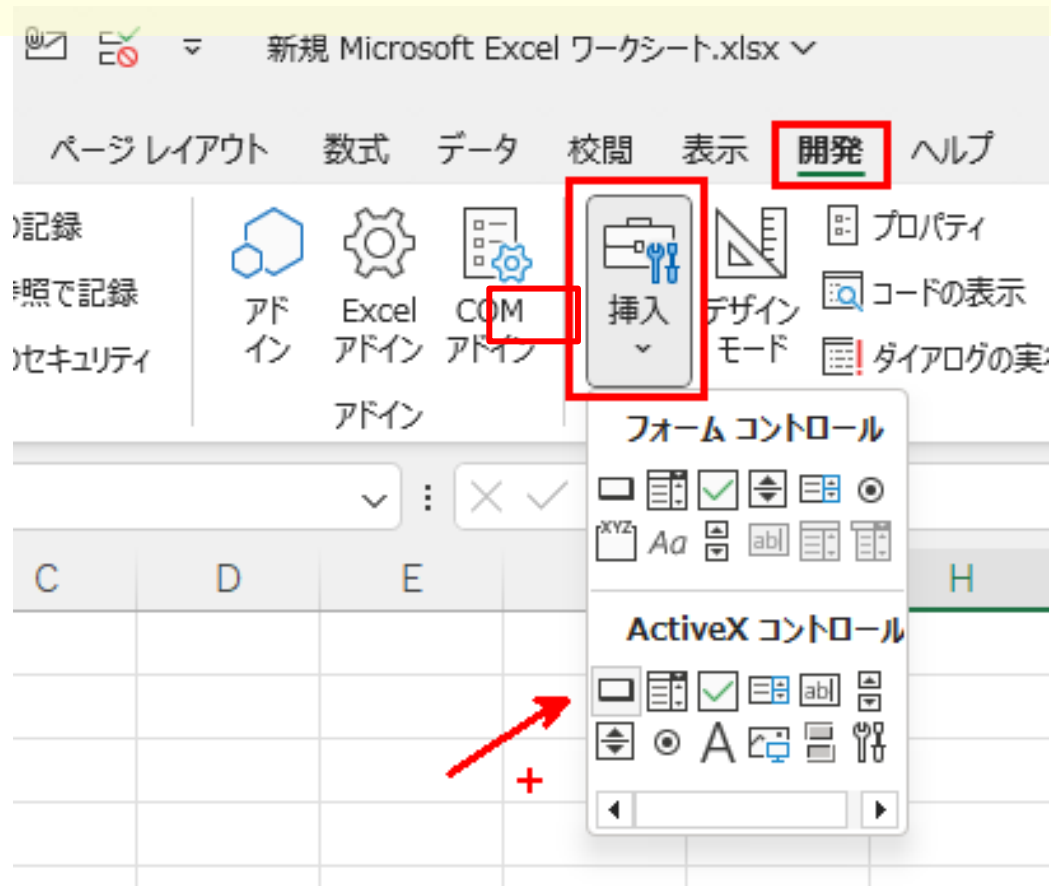 新規 Microsoft Excel ワークシート.xlsx
ページ レイアウト 数式 データ 校閲 表示 開発 ヘルプ
の記録
照で記録
のセキュリティ
アド
イン
Excel
アドイン
COM
アドイン
アドイン
挿入
デザイン
モード
プロパティ
コードの表示
ダイアログの実
フォーム コントロール
XYZ Aa ab
C D E H
ActiveX コントロール
ab
A